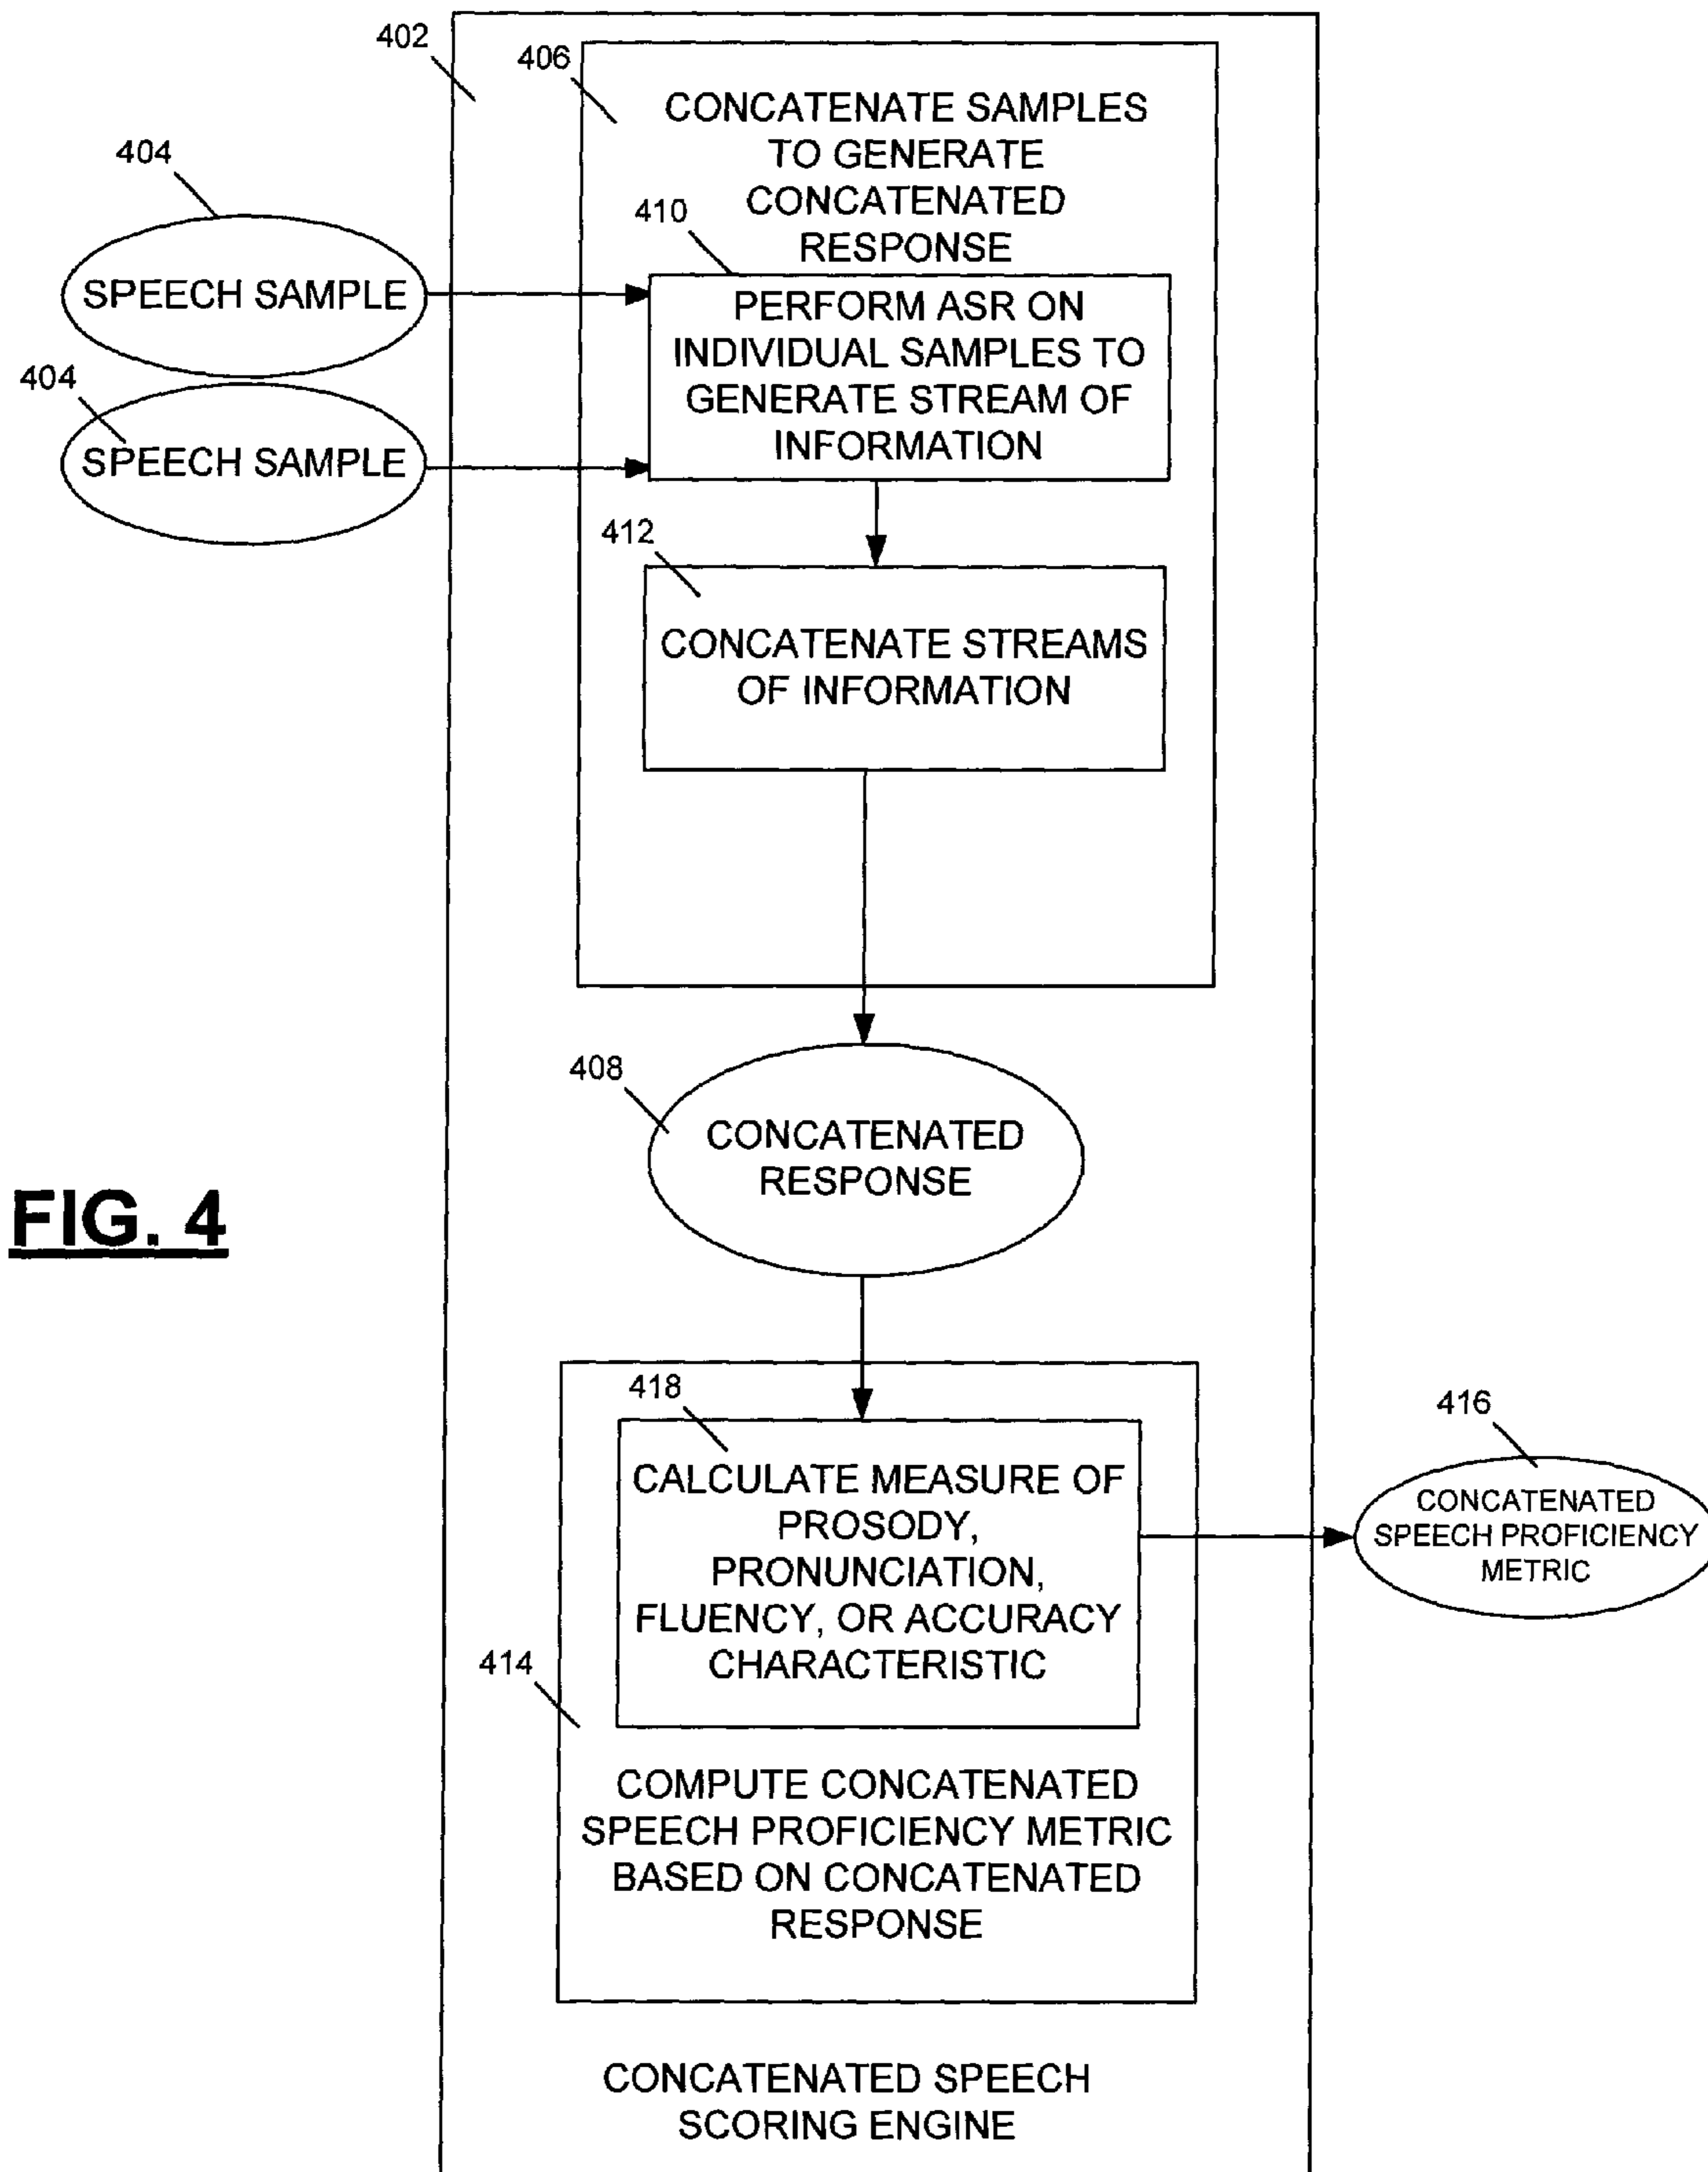 402
406
CONCATENATE SAMPLES
TO GENERATE
CONCATENATED
RESPONSE
404
SPEECH SAMPLE
404
SPEECH SAMPLE
410
PERFORM ASR ON
INDIVIDUAL SAMPLES TO
GENERATE STREAM OF
INFORMATION
412
CONCATENATE STREAMS
OF INFORMATION
408
CONCATENATED
RESPONSE
FIG. 4
418
CALCULATE MEASURE OF
PROSODY,
PRONUNCIATION,
FLUENCY, OR ACCURACY
CHARACTERISTIC
416
CONCATENATED
SPEECH PROFICIENCY
METRIC
414
COMPUTE CONCATENATED
SPEECH PROFICIENCY METRIC
BASED ON CONCATENATED
RESPONSE
CONCATENATED SPEECH
SCORING ENGINE